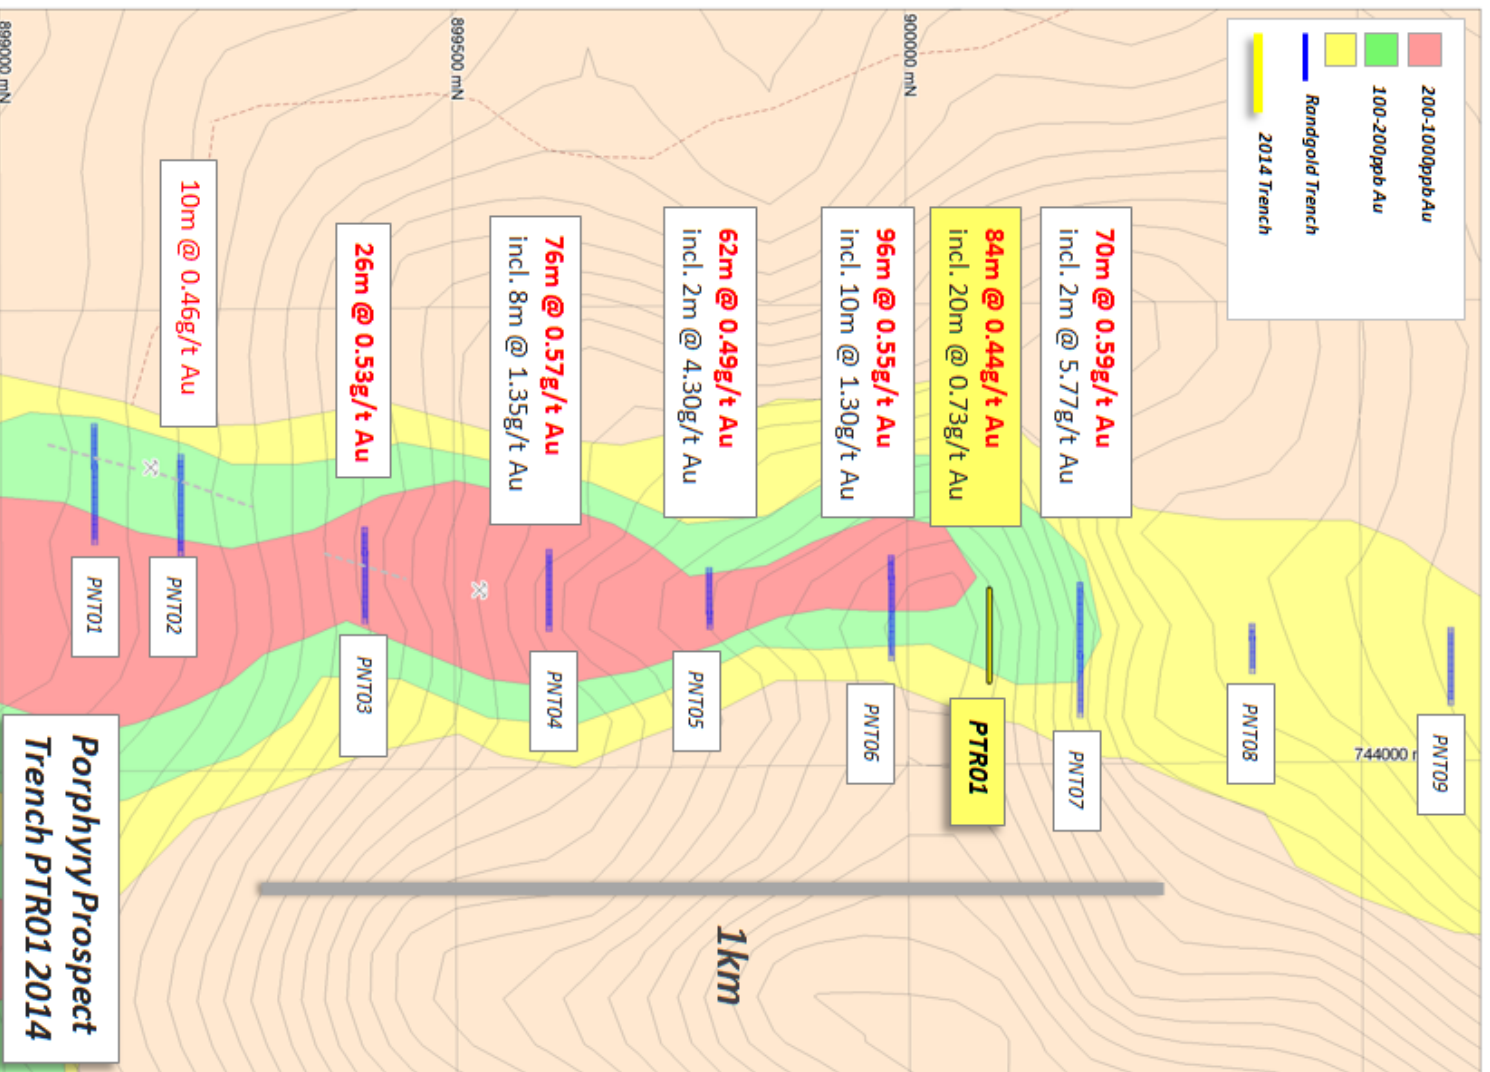 200-1000ppb Au
100-200ppb Au
Randgold Trench
2014 Trench
900000 mN
899500 mN
899000 mN
70m @ 0.59g/t Au
incl. 2m @ 5.77g/t Au
84m @ 0.44g/t Au
incl. 20m @ 0.73g/t Au
96m @ 0.55g/t Au
incl. 10m @ 1.30g/t Au
62m @ 0.49g/t Au
incl. 2m @ 4.30g/t Au
76m @ 0.57g/t Au
incl. 8m @ 1.35g/t Au
26m @ 0.53g/t Au
10m @ 0.46g/t Au
PNT09
PNT08
PNT07
PTR01
PNT06
PNT05
PNT04
PNT03
PNT02
PNT01
744000
1km
Porphyry Prospect
Trench PTR01 2014